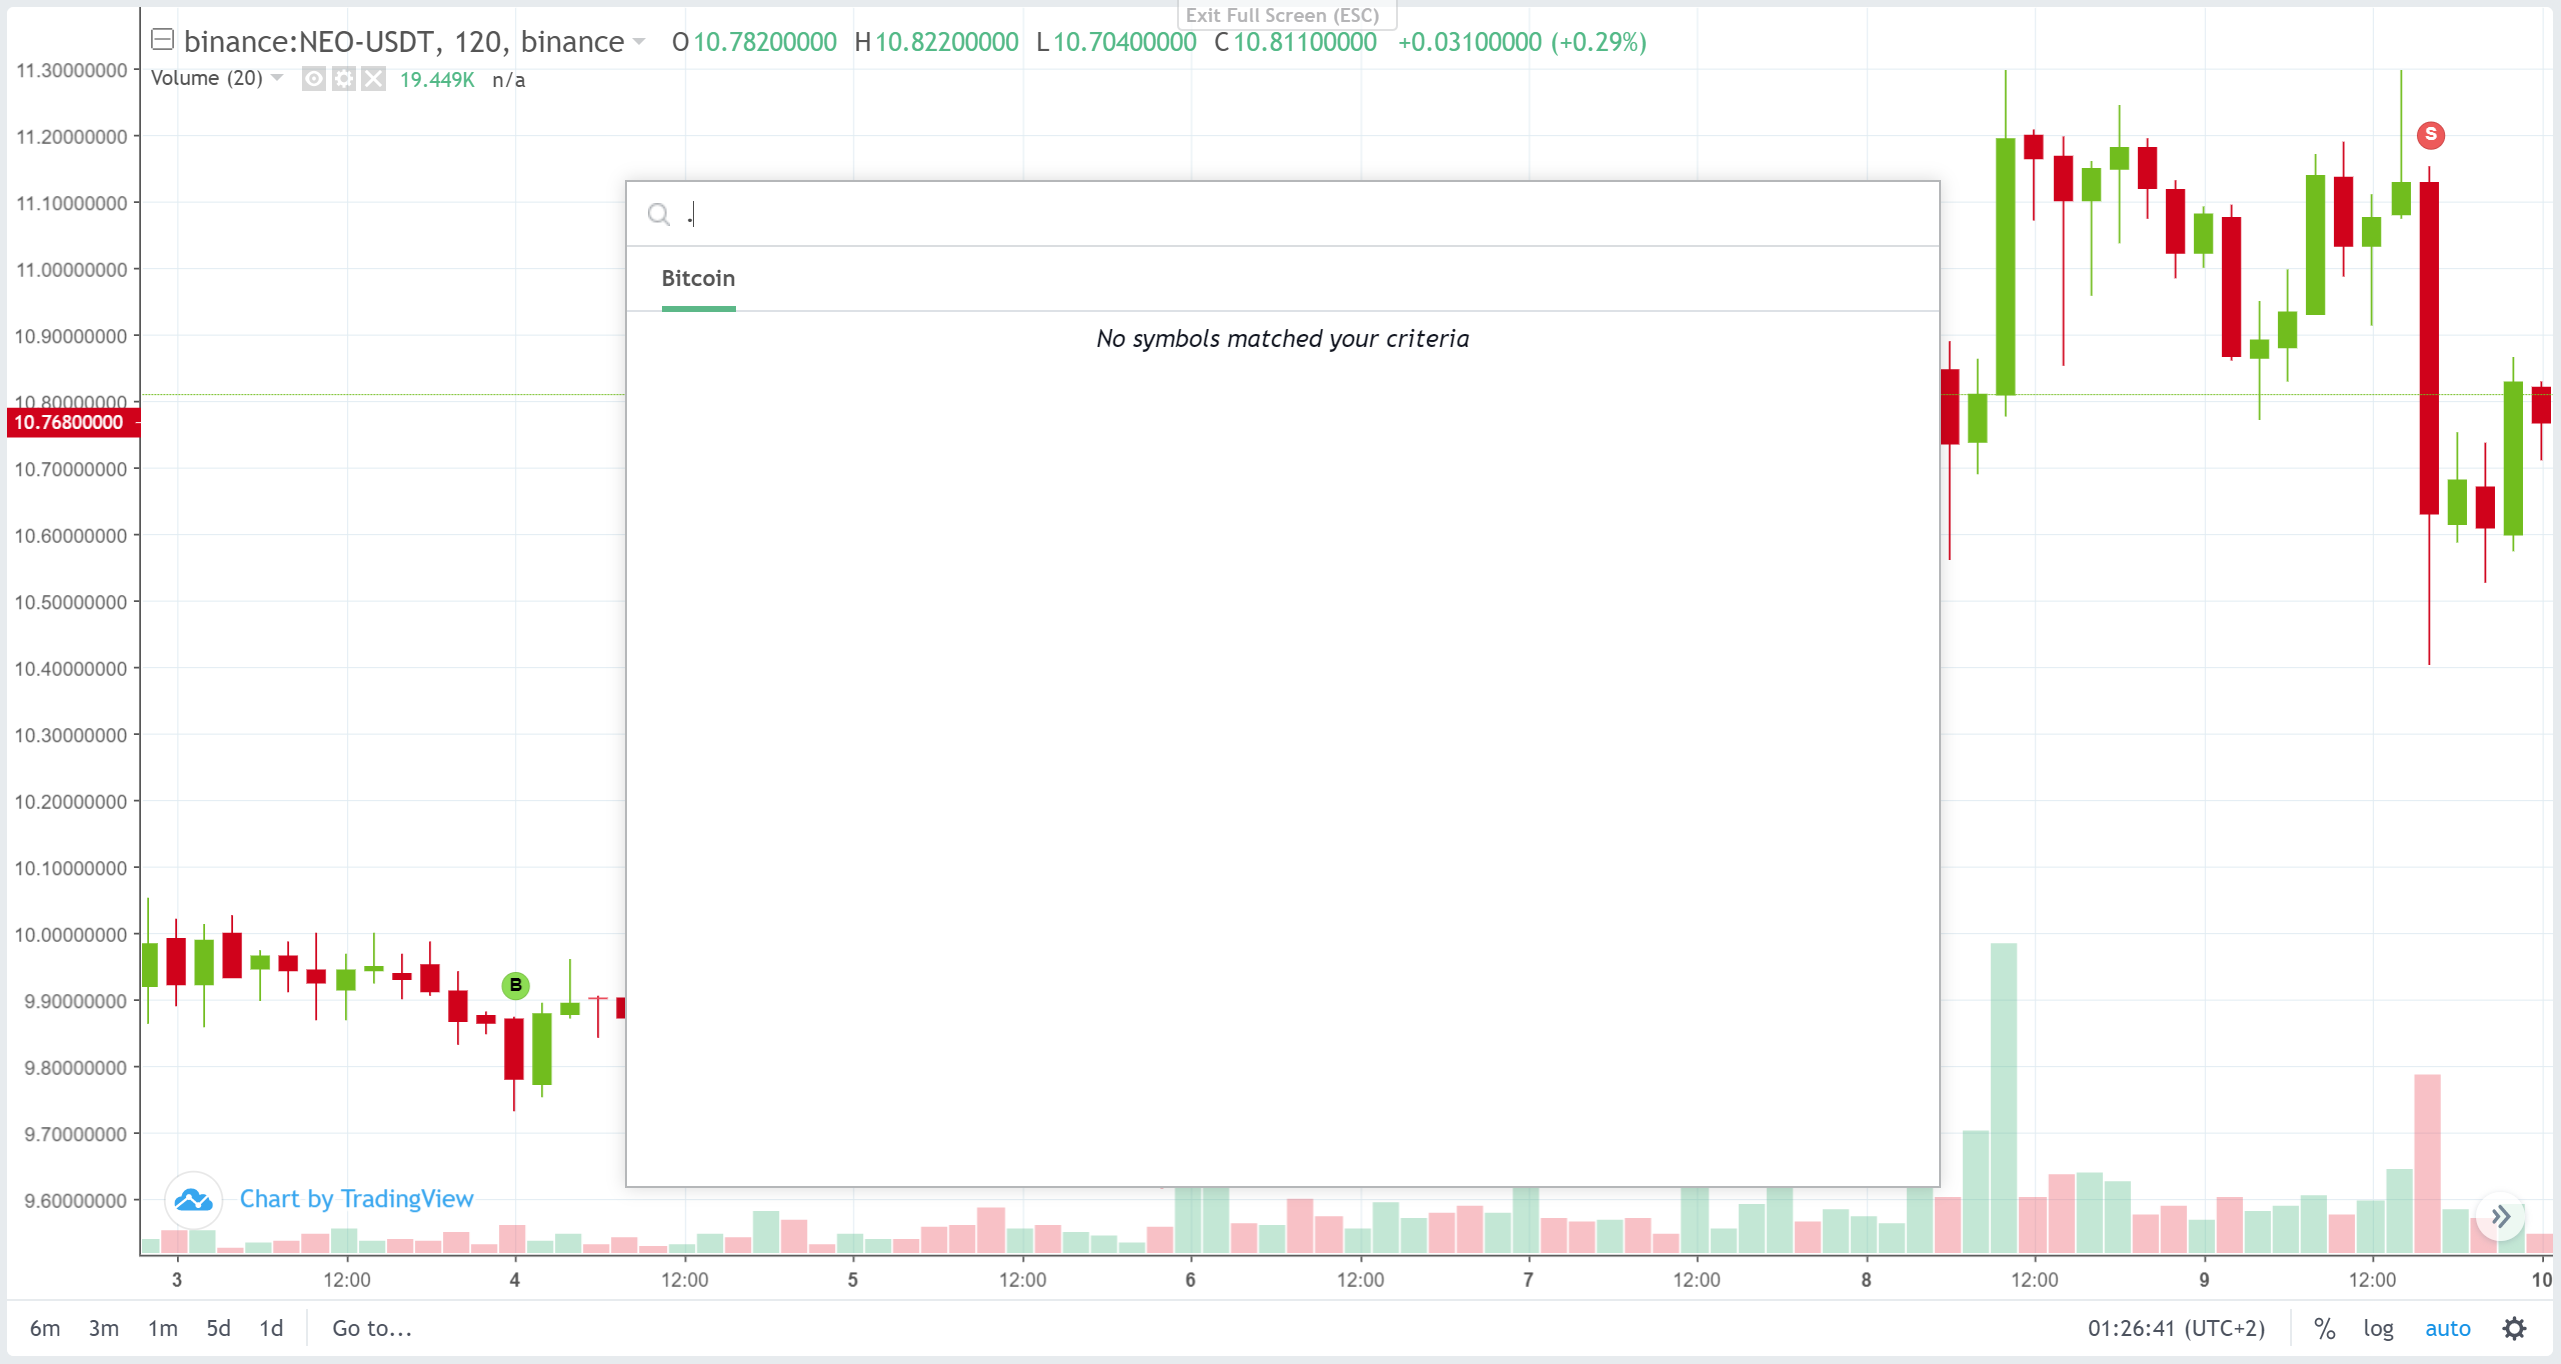 Exit Full Screen (ESC)
binance:NEO-USDT, 120, binance O10.78200000 H10.82200000 L10.70400000 C10.81100000 +0.03100000 (+0.29%)
Volume (20) 19.449K n/a
11.30000000
11.20000000
11.10000000
11.00000000
10.90000000
10.80000000
10.76800000
10.70000000
10.60000000
10.50000000
10.40000000
10.30000000
10.20000000
10.10000000
10.00000000
9.90000000
9.80000000
9.70000000
9.60000000
.
Bitcoin
No symbols matched your criteria
S
B
Chart by TradingView
3 12:00 4 12:00 5 12:00 6 12:00 7 12:00 8 12:00 9 12:00 10
6m 3m 1m 5d 1d Go to... 01:26:41 (UTC+2) % log auto